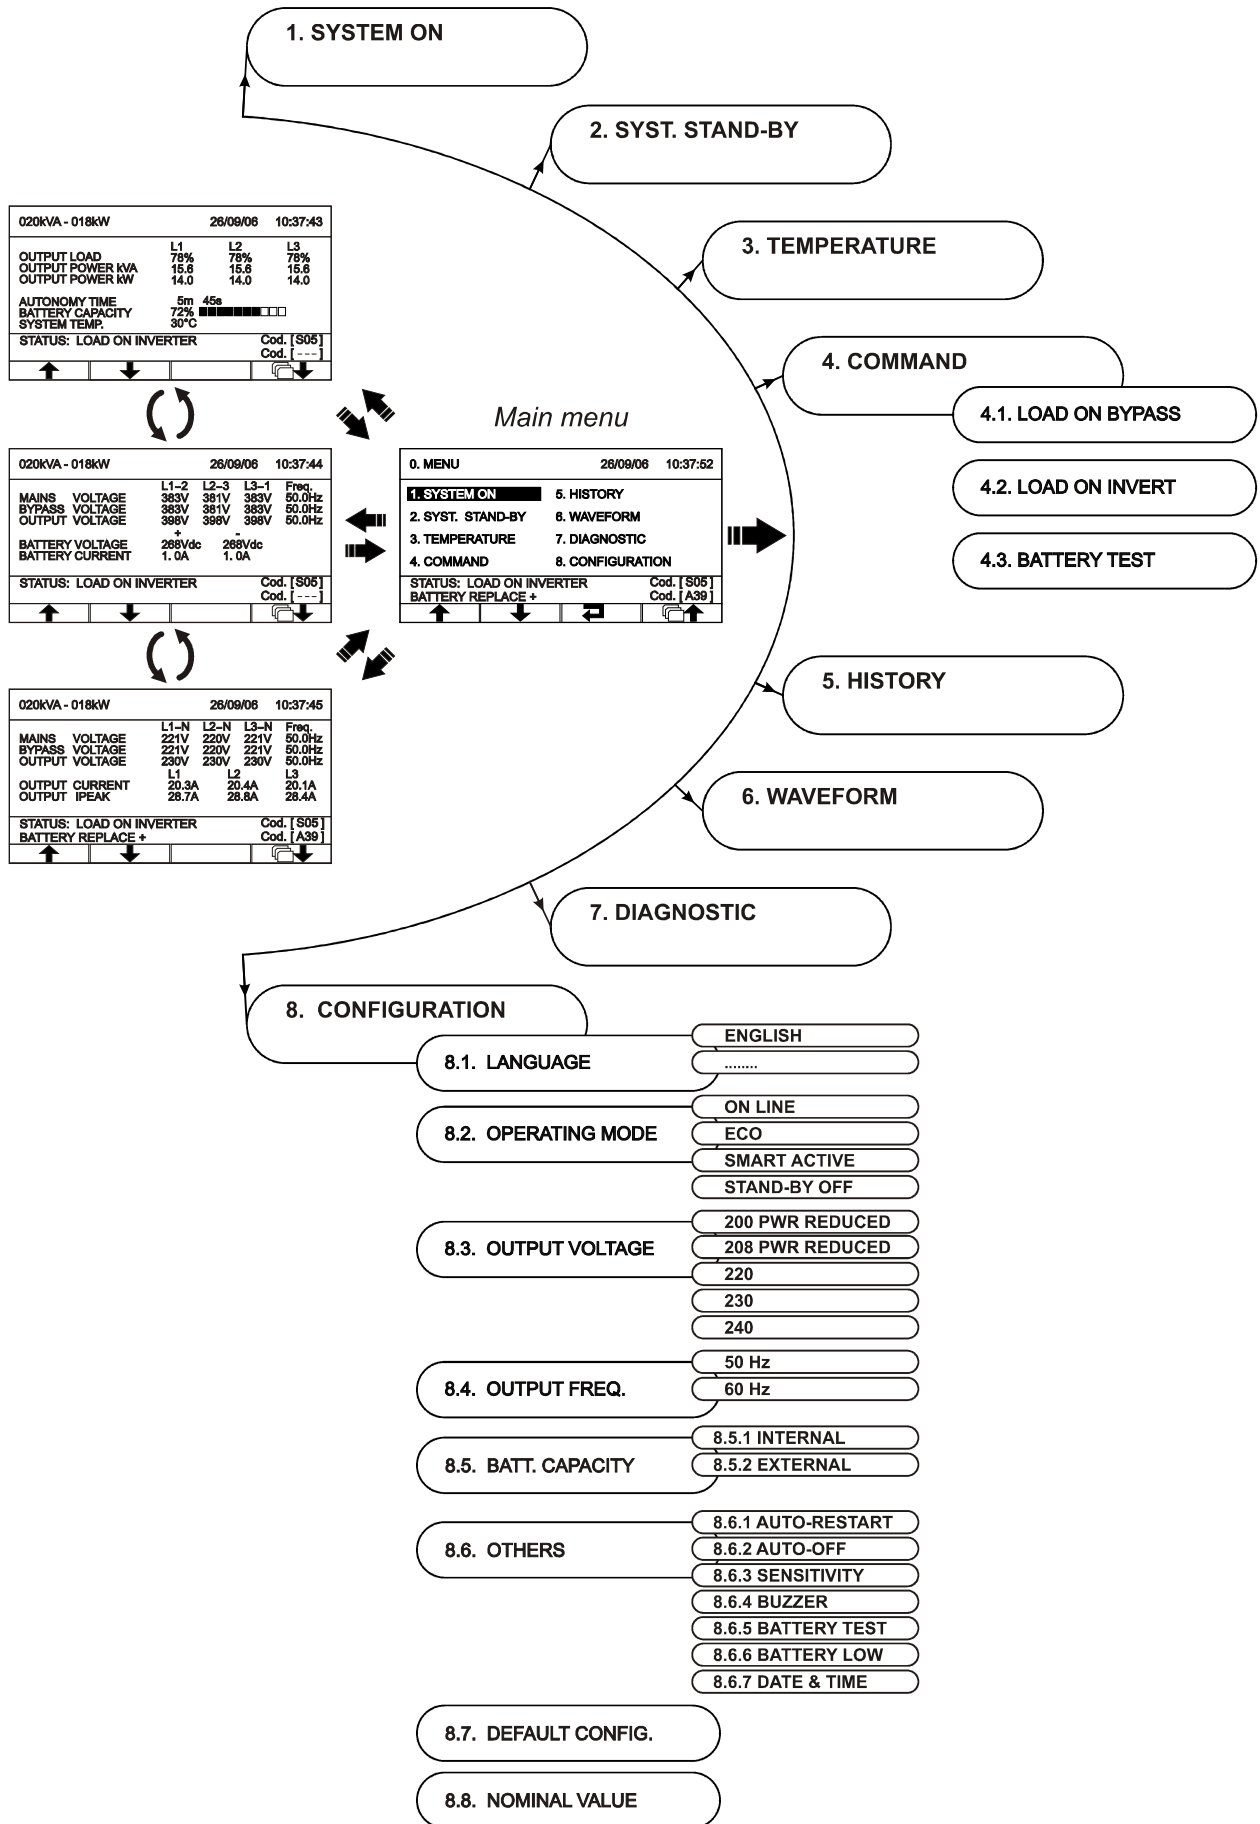 1. SYSTEM ON
2. SYST. STAND-BY
3. TEMPERATURE
4. COMMAND
4.1. LOAD ON BYPASS
4.2. LOAD ON INVERT
4.3. BATTERY TEST
5. HISTORY
6. WAVEFORM
7. DIAGNOSTIC
020kVA - 018kW 26/09/06 10:37:43
L1 L2 L3
OUTPUT LOAD 78% 78% 78%
OUTPUT POWER kVA 15.6 15.6 15.6
OUTPUT POWER kW 14.0 14.0 14.0
AUTONOMY TIME 5m 45s
BATTERY CAPACITY 72%
SYSTEM TEMP. 30°C
STATUS: LOAD ON INVERTER Cod. [S05]
Cod. [---]
020kVA - 018kW 26/09/06 10:37:44
L1-2 L2-3 L3-1 Freq.
MAINS VOLTAGE 383V 381V 383V 50.0Hz
BYPASS VOLTAGE 383V 381V 383V 50.0Hz
OUTPUT VOLTAGE 398V 398V 398V 50.0Hz
+ -
BATTERY VOLTAGE 268Vdc 268Vdc
BATTERY CURRENT 1. 0A 1. 0A
STATUS: LOAD ON INVERTER Cod. [S05]
Cod. [---]
020kVA - 018kW 26/09/06 10:37:45
L1-N L2-N L3-N Freq.
MAINS VOLTAGE 221V 220V 221V 50.0Hz
BYPASS VOLTAGE 221V 220V 221V 50.0Hz
OUTPUT VOLTAGE 230V 230V 230V 50.0Hz
L1 L2 L3
OUTPUT CURRENT 20.3A 20.4A 20.1A
OUTPUT IPEAK 28.7A 28.8A 28.4A
STATUS: LOAD ON INVERTER Cod. [S05]
BATTERY REPLACE + Cod. [A39]
Main menu
0. MENU 26/09/06 10:37:52
1. SYSTEM ON 5. HISTORY
2. SYST. STAND-BY 6. WAVEFORM
3. TEMPERATURE 7. DIAGNOSTIC
4. COMMAND 8. CONFIGURATION
STATUS: LOAD ON INVERTER Cod. [S05]
BATTERY REPLACE + Cod. [A39]
8. CONFIGURATION
8.1. LANGUAGE
ENGLISH
........
8.2. OPERATING MODE
ON LINE
ECO
SMART ACTIVE
STAND-BY OFF
8.3. OUTPUT VOLTAGE
200 PWR REDUCED
208 PWR REDUCED
220
230
240
8.4. OUTPUT FREQ.
50 Hz
60 Hz
8.5. BATT. CAPACITY
8.5.1 INTERNAL
8.5.2 EXTERNAL
8.6. OTHERS
8.6.1 AUTO-RESTART
8.6.2 AUTO-OFF
8.6.3 SENSITIVITY
8.6.4 BUZZER
8.6.5 BATTERY TEST
8.6.6 BATTERY LOW
8.6.7 DATE & TIME
8.7. DEFAULT CONFIG.
8.8. NOMINAL VALUE